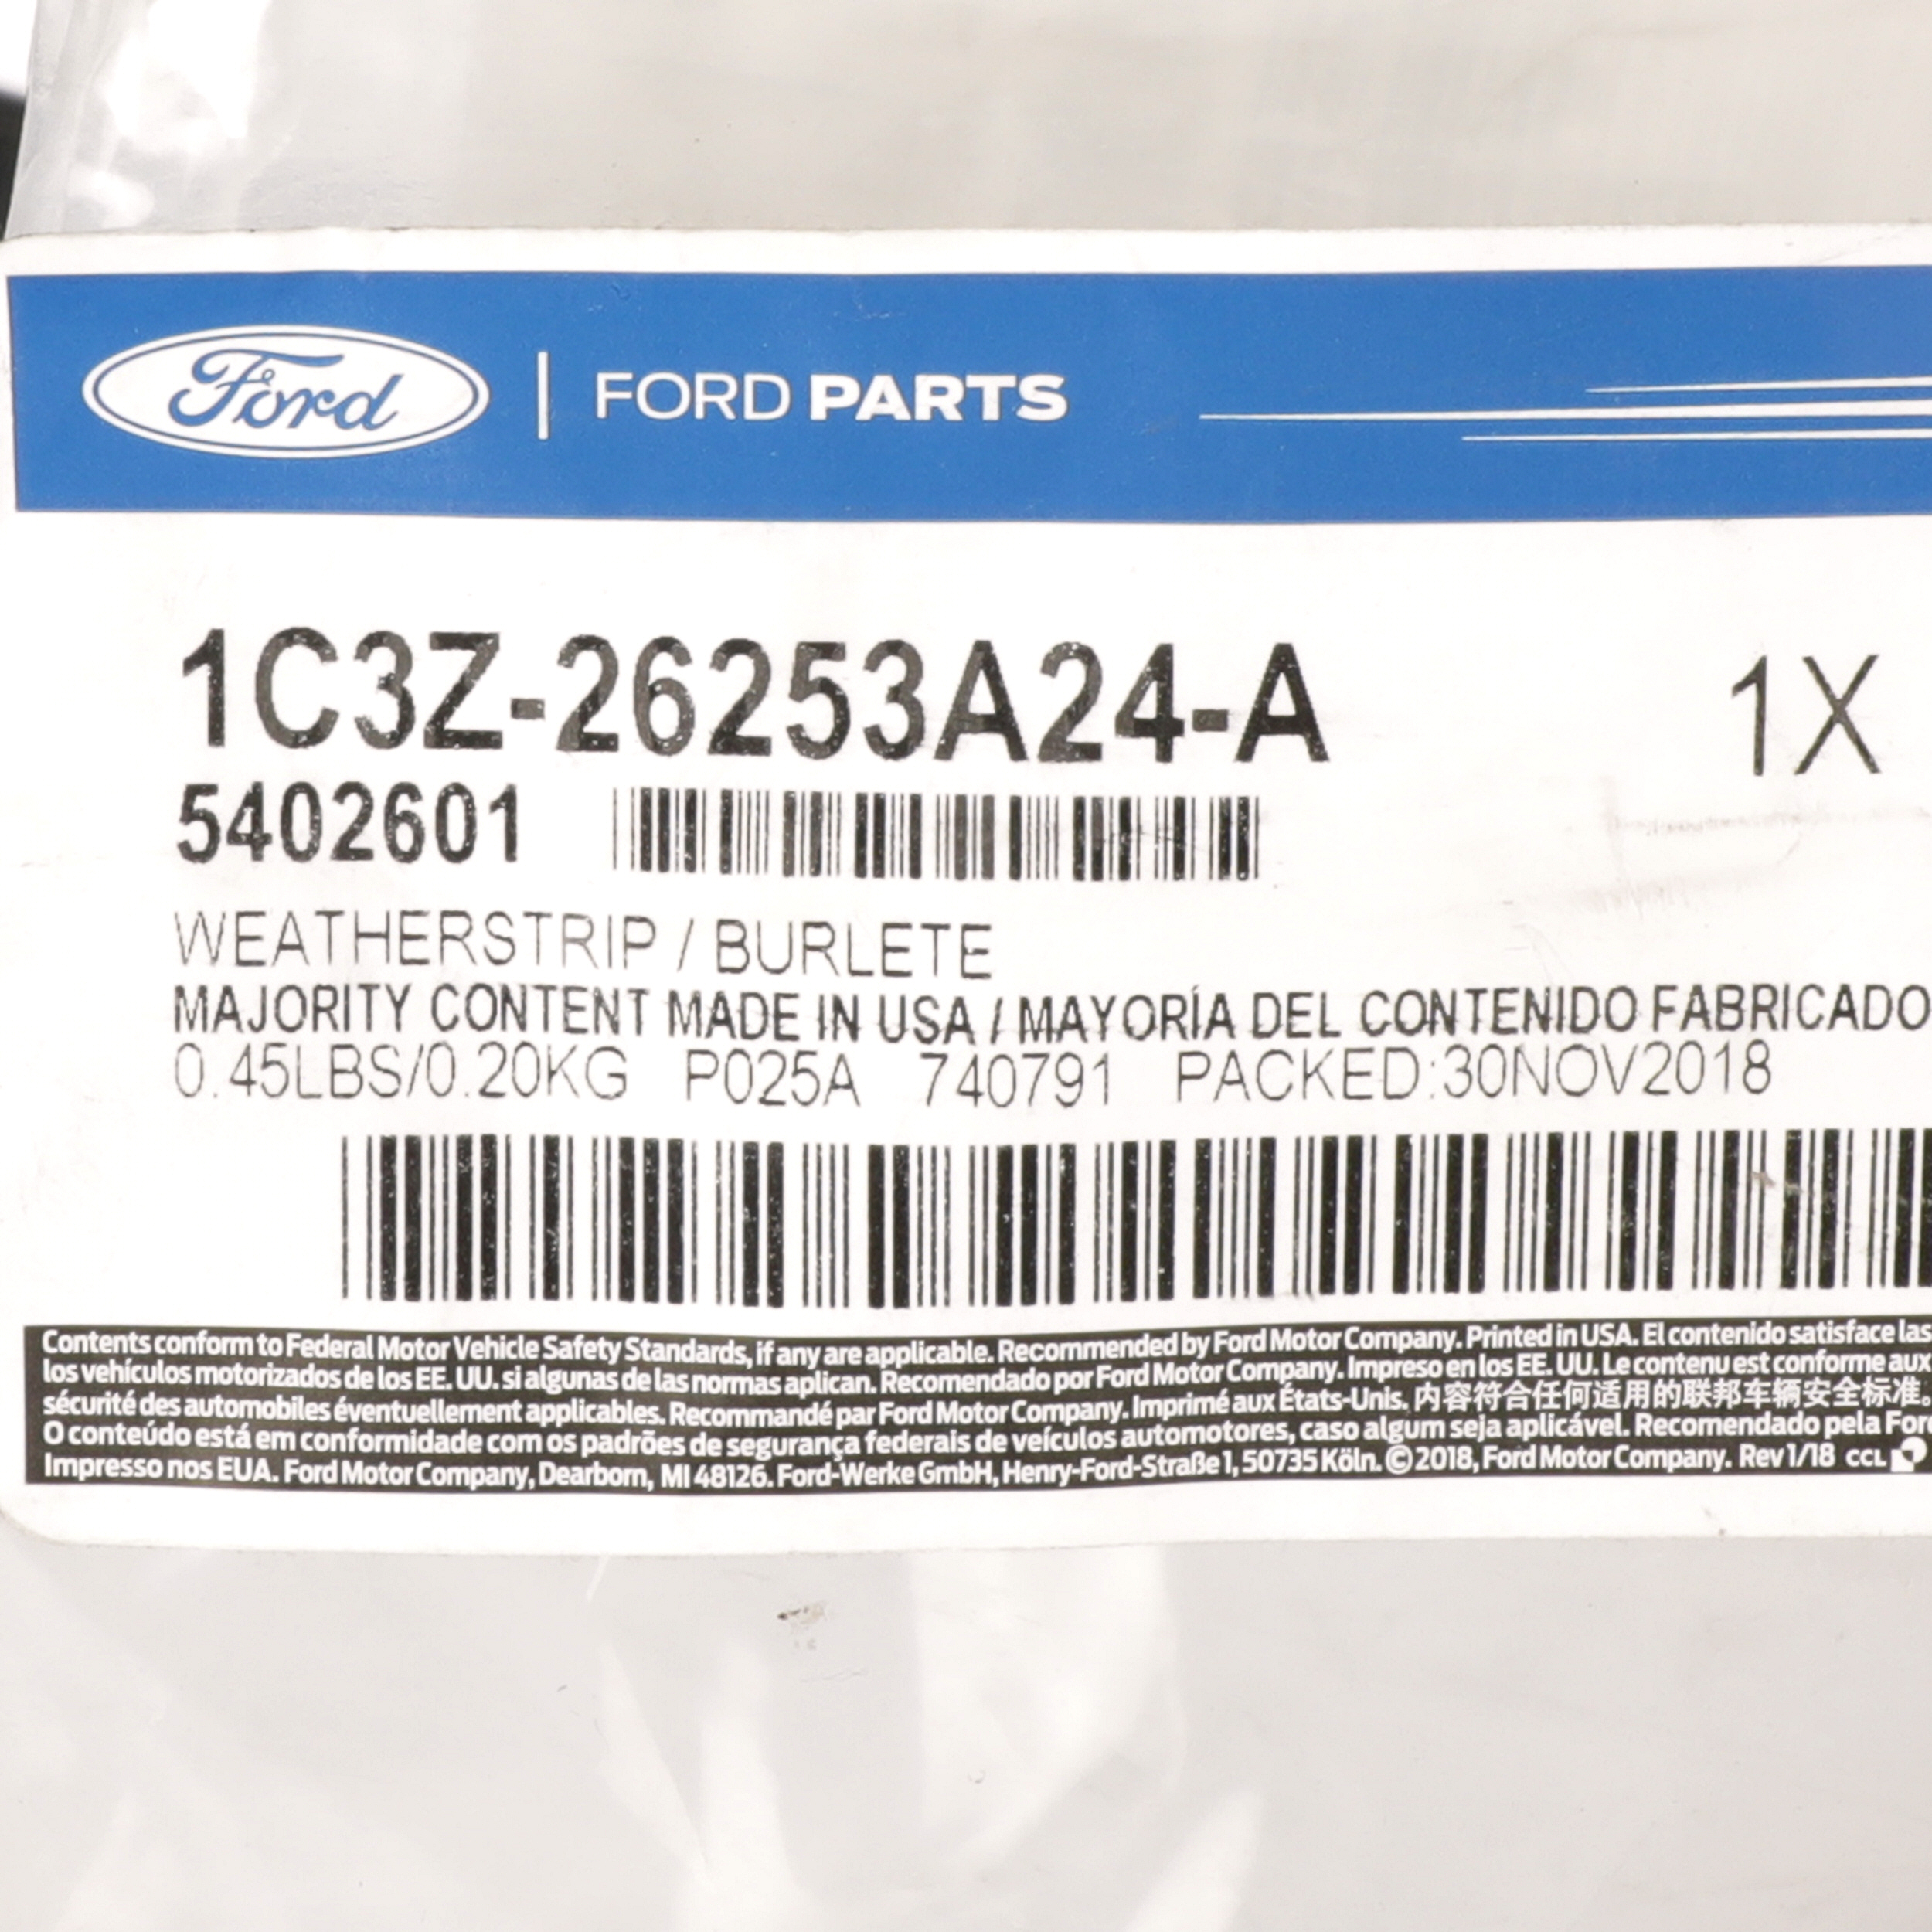 Ford | FORD PARTS
1C3Z-26253A24-A 1X
5402601
WEATHERSTRIP / BURLETE
MAJORITY CONTENT MADE IN USA / MAYORÍA DEL CONTENIDO FABRICADO
0.45LBS/0.20KG P025A 740791 PACKED:30NOV2018
Contents conform to Federal Motor Vehicle Safety Standards, if any are applicable. Recommended by Ford Motor Company. Printed in USA. El contenido satisface las
los vehículos motorizados de los EE. UU. si algunas de las normas aplican. Recomendado por Ford Motor Company. Impreso en los EE. UU. Le contenu est conforme aux
sécurité des automobiles éventuellement applicables. Recommandé par Ford Motor Company. Imprimé aux États-Unis. 内容符合任何适用的联邦车辆安全标准。
O conteúdo está em conformidade com os padrões de segurança federais de veículos automotores, caso algum seja aplicável. Recomendado pela
Impresso nos EUA. Ford Motor Company, Dearborn, MI 48126. Ford-Werke GmbH, Henry-Ford-Straße 1, 50735 Köln. ©2018, Ford Motor Company. Rev 1/18 CCL